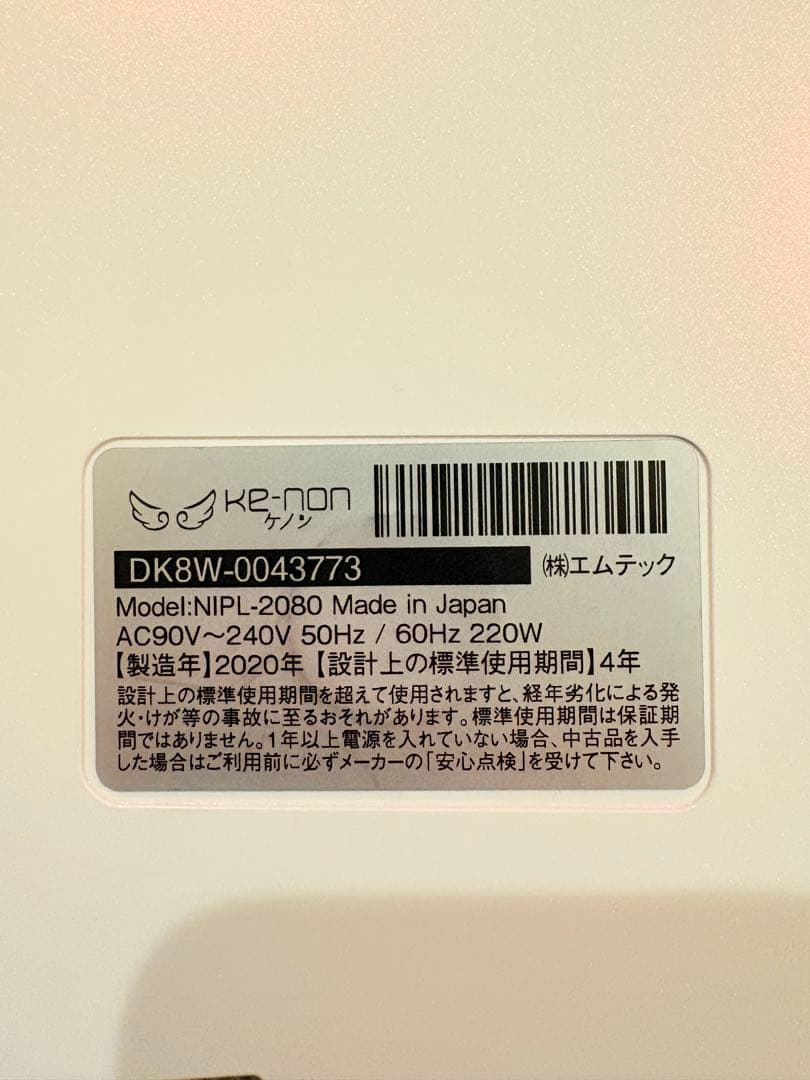 ke-non
ケノン
DK8W-0043773
㈱エムテック
Model:NIPL-2080 Made in Japan
AC90V～240V 50Hz / 60Hz 220W
【製造年】2020年【設計上の標準使用期間】4年
設計上の標準使用期間を超えて使用されますと、経年劣化による発
火・けが等の事故に至るおそれがあります。標準使用期間は保証期
間ではありません。1年以上電源を入れていない場合、中古品を入手
した場合はご利用前に必ずメーカーの「安心点検」を受けて下さい。